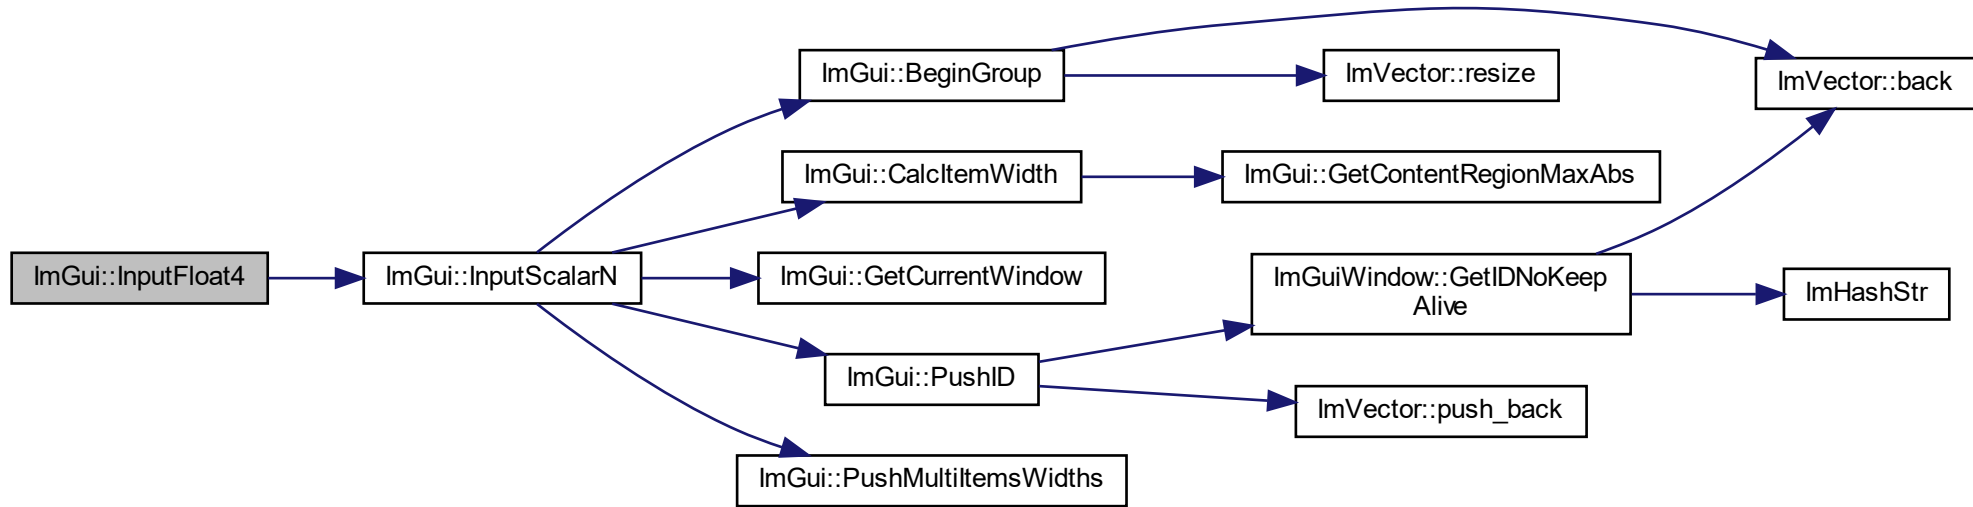 ImGui::InputFloat4
ImGui::InputScalarN
ImGui::BeginGroup
ImGui::CalcItemWidth
ImGui::GetCurrentWindow
ImGui::PushID
ImGui::PushMultiItemsWidths
ImVector::resize
ImGui::GetContentRegionMaxAbs
ImGuiWindow::GetIDNoKeep
Alive
ImVector::push_back
ImVector::back
ImHashStr